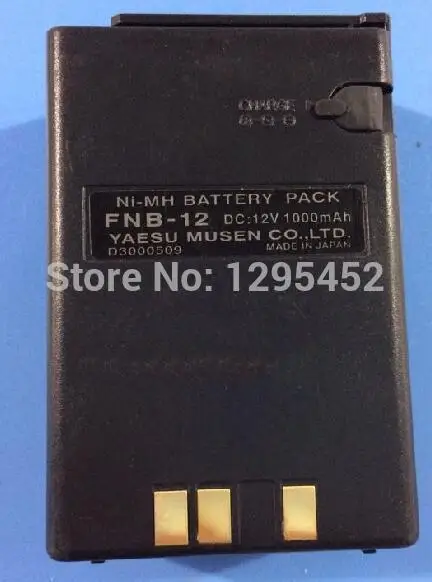 CHARGE
Ni-MH BATTERY PACK
FNB-12 DC:12V 1000mAh
YAESU MUSEN CO.,LTD.
D3000509 MADE IN JAPAN
Store No: 1295452